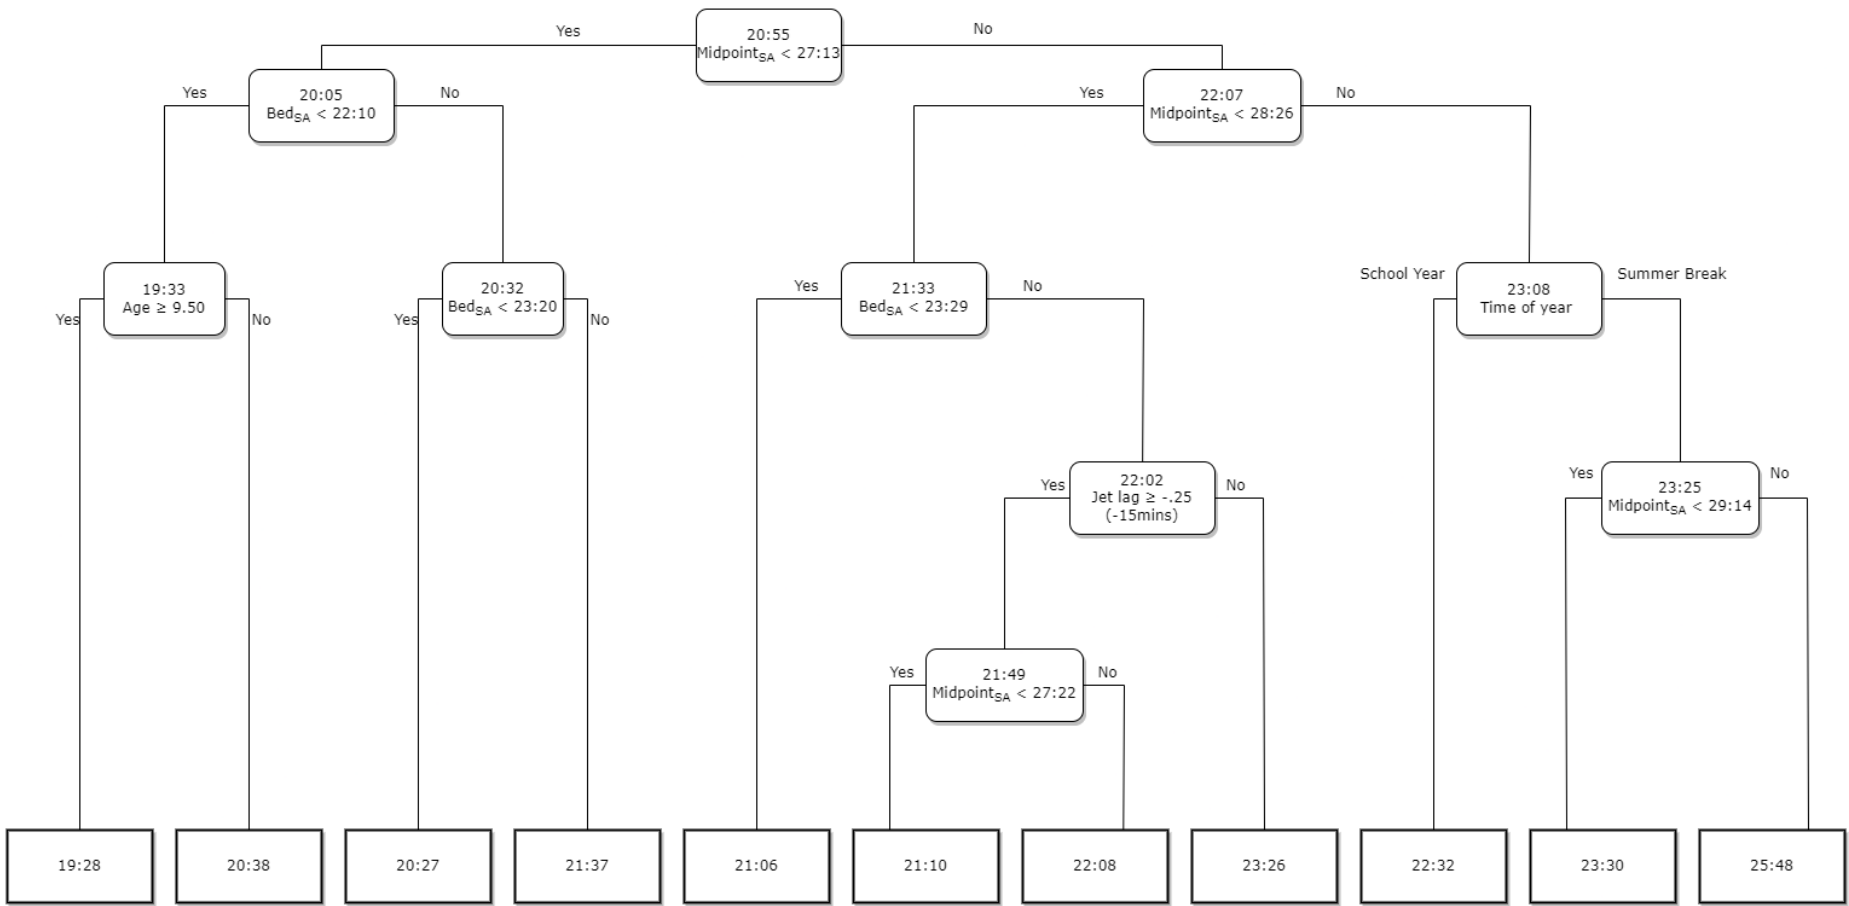 Yes
20:55
Midpoint_SA < 27:13
No
Yes
20:05
Bed_SA < 22:10
No
Yes
22:07
Midpoint_SA < 28:26
No
Yes
19:33
Age ≥ 9.50
No
Yes
20:32
Bed_SA < 23:20
No
Yes
21:33
Bed_SA < 23:29
No
School Year
23:08
Time of year
Summer Break
Yes
22:02
Jet lag ≥ -.25
(-15mins)
No
Yes
23:25
Midpoint_SA < 29:14
No
Yes
21:49
Midpoint_SA < 27:22
No
19:28
20:38
20:27
21:37
21:06
21:10
22:08
23:26
22:32
23:30
25:48